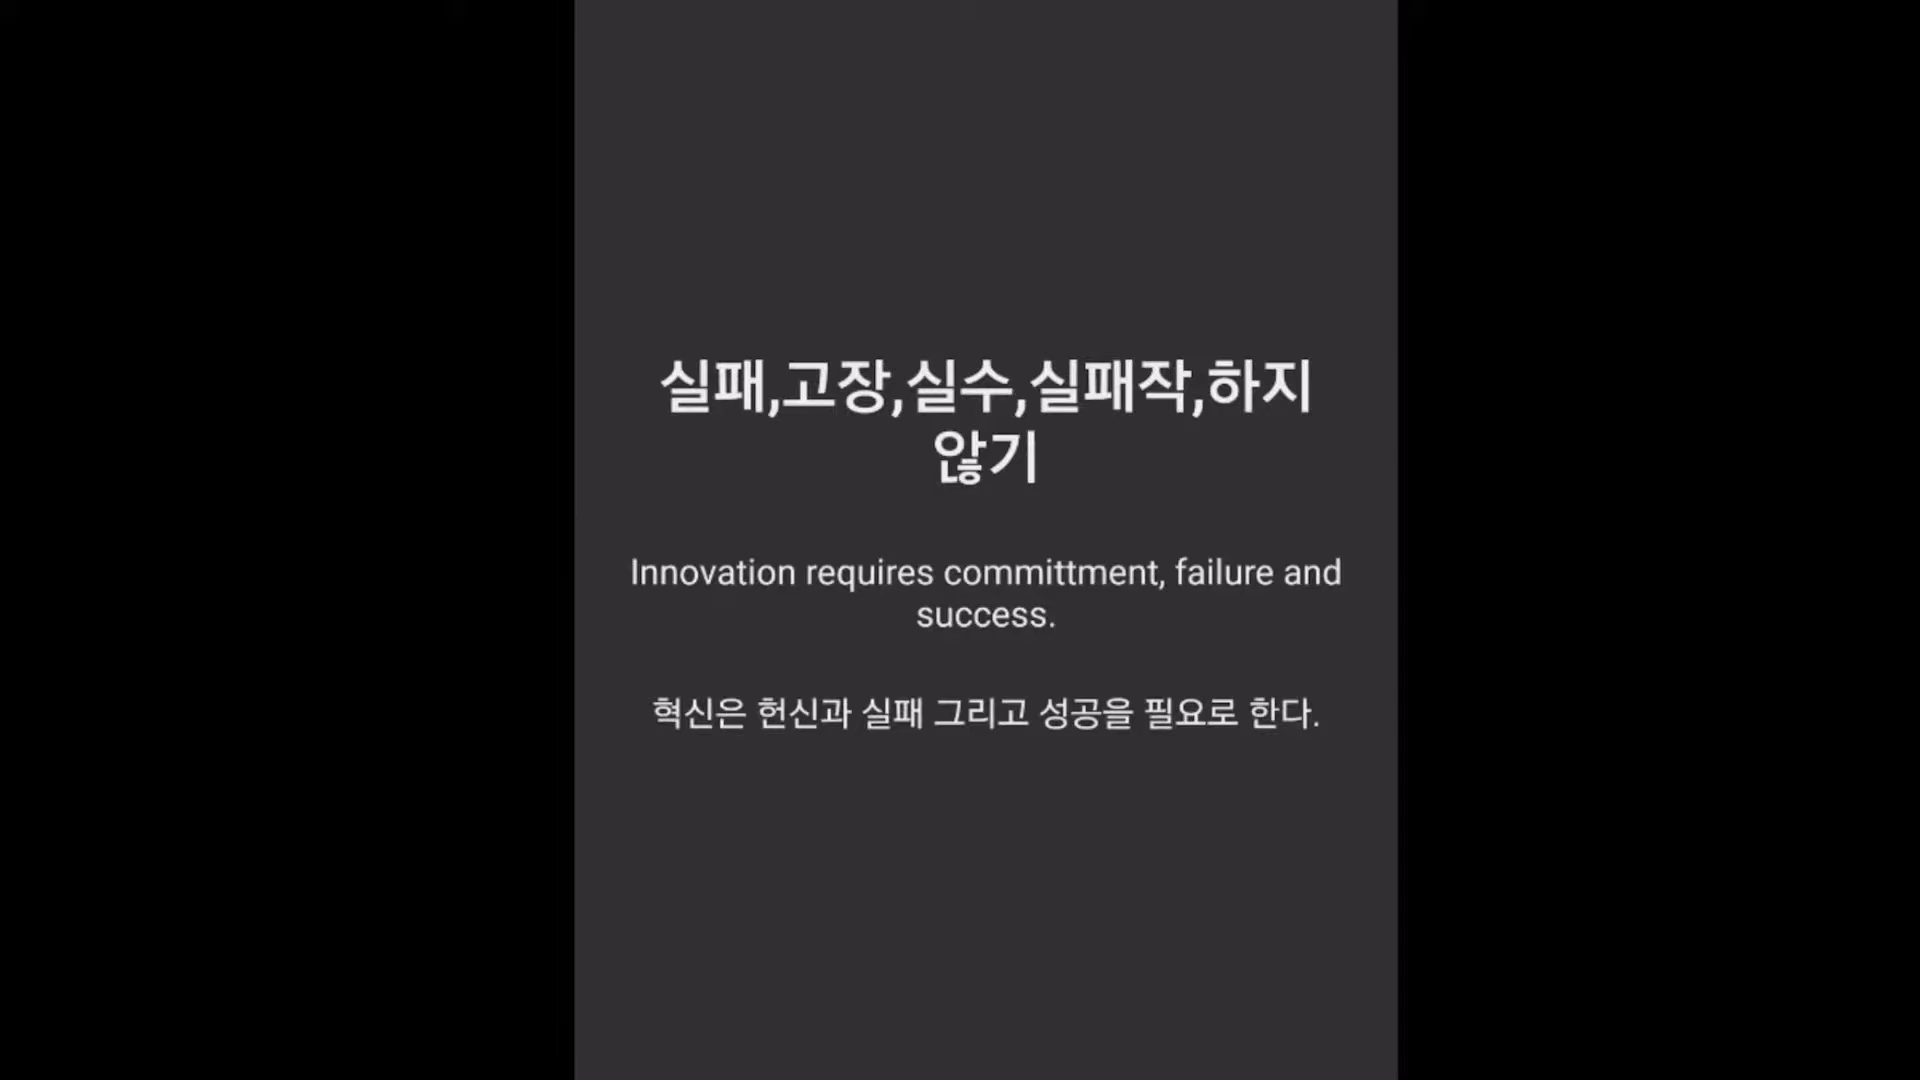 실패,고장,실수,실패작,하지
않기
Innovation requires committment, failure and
success.
혁신은 헌신과 실패 그리고 성공을 필요로 한다.